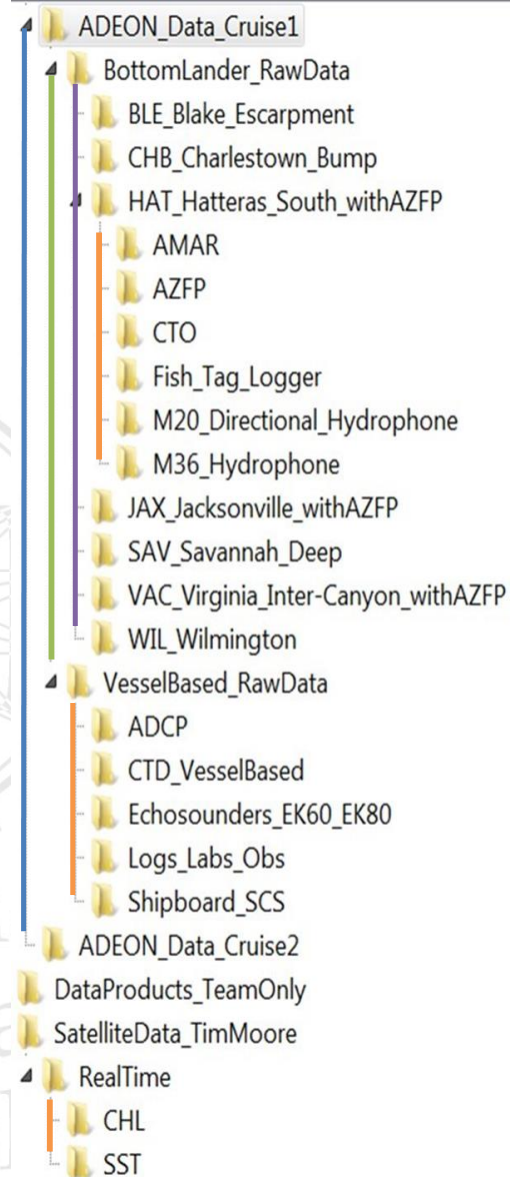 ADEON_Data_Cruise1
BottomLander_RawData
BLE_Blake_Escarpment
CHB_Charlestown_Bump
HAT_Hatteras_South_withAZFP
AMAR
AZFP
CTO
Fish_Tag_Logger
M20_Directional_Hydrophone
M36_Hydrophone
JAX_Jacksonville_withAZFP
SAV_Savannah_Deep
VAC_Virginia_Inter-Canyon_withAZFP
WIL_Wilmington
VesselBased_RawData
ADCP
CTD_VesselBased
Echosounders_EK60_EK80
Logs_Labs_Obs
Shipboard_SCS
ADEON_Data_Cruise2
DataProducts_TeamOnly
SatelliteData_TimMoore
RealTime
CHL
SST